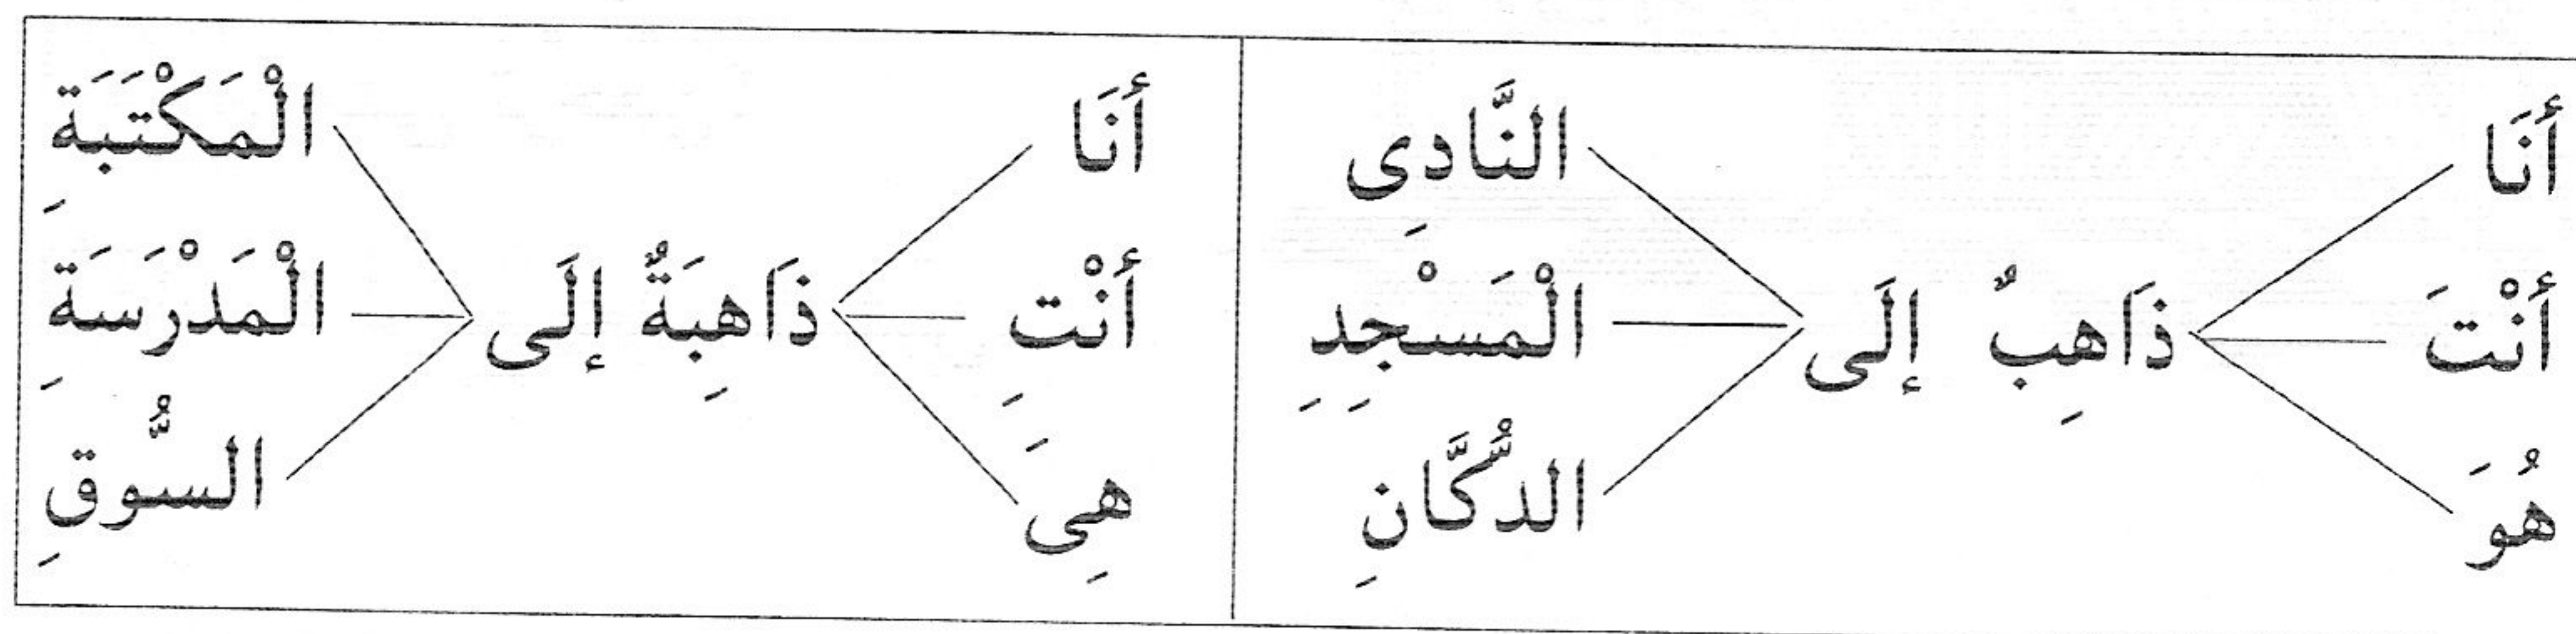 أَنَا
أَنْتَ
هُوَ
ذَاهِبٌ إِلَى
النَّادِى
الْمَسْجِدِ
الدُّكَّانِ
أَنَا
أَنْتِ
هِىَ
ذَاهِبَةٌ إِلَى
الْمَكْتَبَةِ
الْمَدْرَسَةِ
السُّوقِ